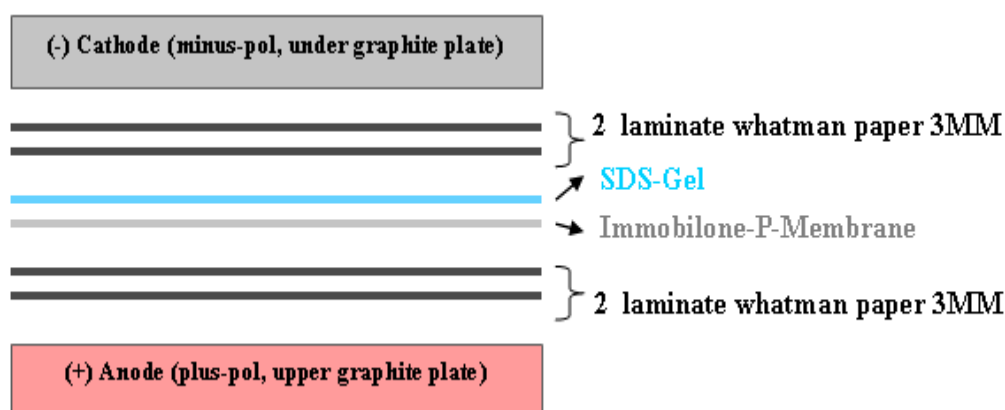 (-) Cathode (minus-pol, under graphite plate)
2 laminate whatman paper 3MM
SDS-Gel
Immobilone-P-Membrane
2 laminate whatman paper 3MM
(+) Anode (plus-pol, upper graphite plate)